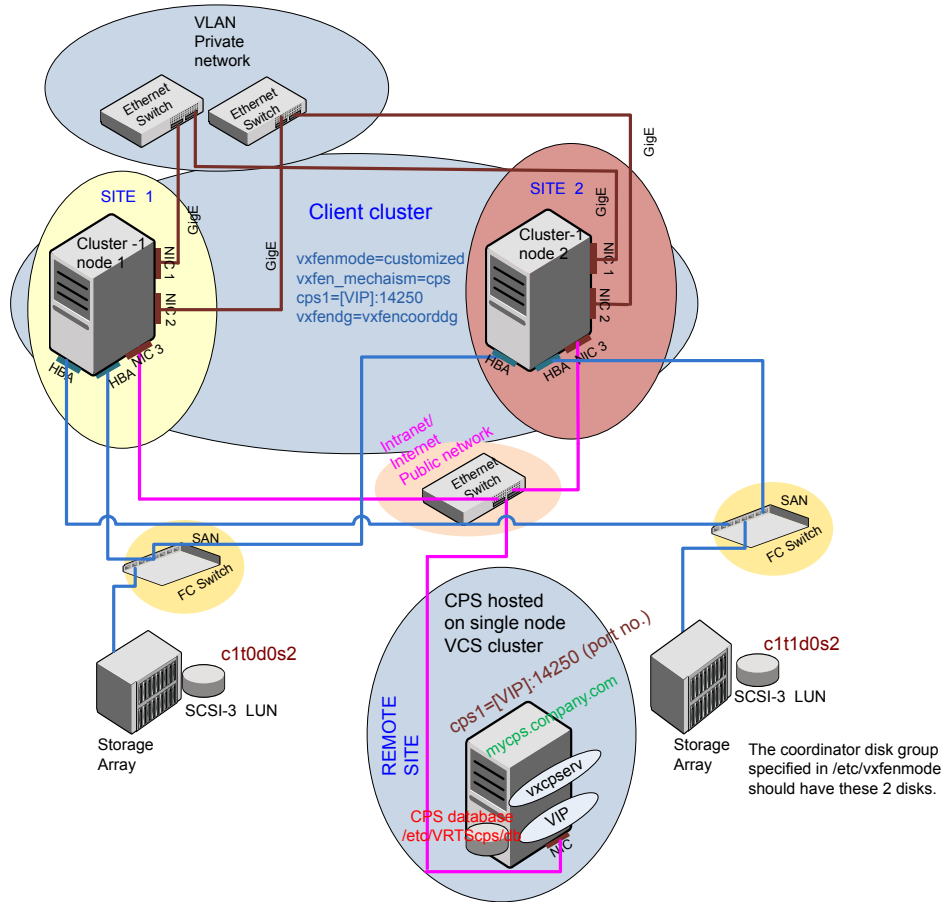 VLAN
Private
network
Ethernet
Switch
Ethernet
Switch
GigE
SITE 1
Client cluster
SITE 2
GigE
GigE
GigE
Cluster -1
node 1
NIC 1
NIC 2
vxfenmode=customized
vxfen_mechaism=cps
cps1=[VIP]:14250
vxfendg=vxfencoorddg
Cluster-1
node 2
NIC 1
NIC 2
HBA
HBA
NIC 3
HBA
HBA
NIC 3
Intranet/
Internet
Public network
Ethernet
Switch
SAN
FC Switch
SAN
FC Switch
CPS hosted
on single node
VCS cluster
c1t0d0s2
SCSI-3 LUN
Storage
Array
c1t1d0s2
SCSI-3 LUN
Storage
Array
cps1=[VIP]:14250 (port no.)
mycps.company.com
REMOTE
SITE
vxcpserv
VIP
CPS database
/etc/VRTScps/db
NIC
The coordinator disk group
specified in /etc/vxfenmode
should have these 2 disks.